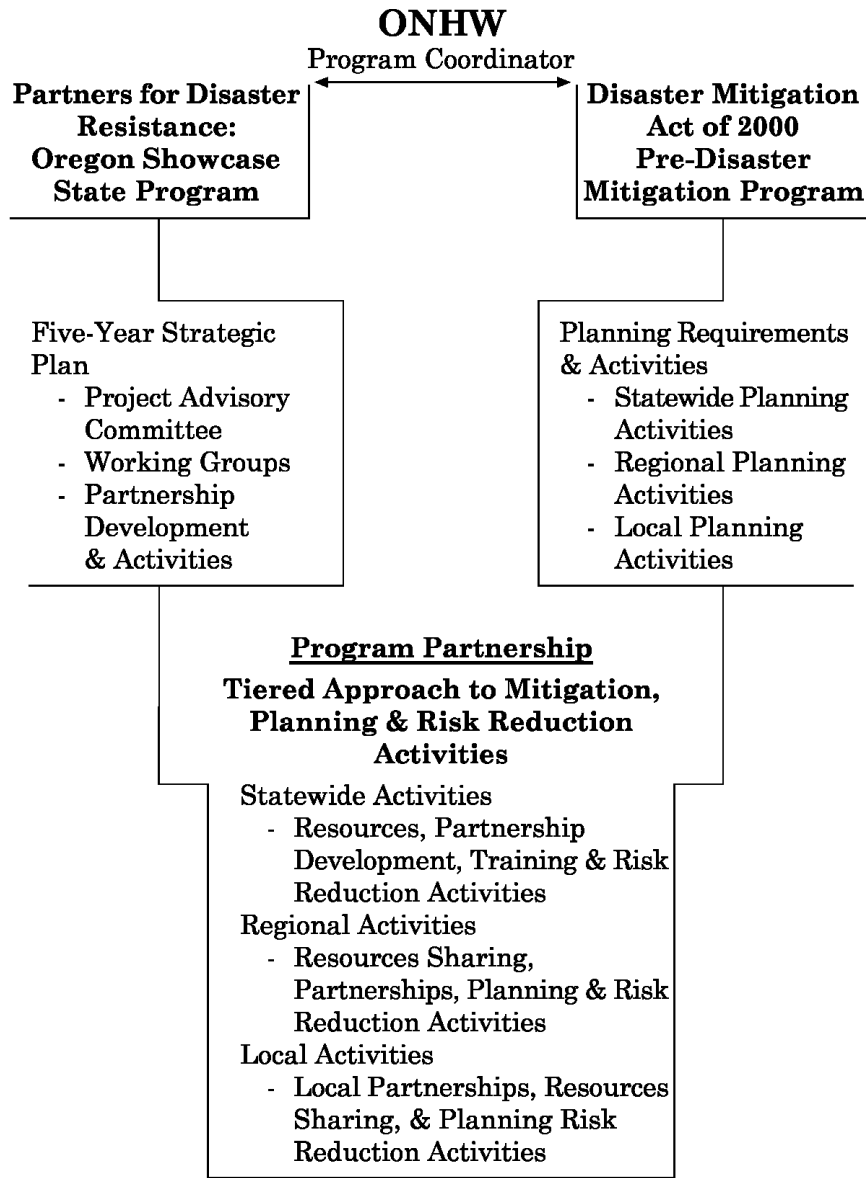 ONHW
Program Coordinator
Partners for Disaster
Resistance:
Oregon Showcase
State Program
Disaster Mitigation
Act of 2000
Pre-Disaster
Mitigation Program
Five-Year Strategic
Plan
- Project Advisory
Committee
- Working Groups
- Partnership
Development
& Activities
Planning Requirements
& Activities
- Statewide Planning
Activities
- Regional Planning
Activities
- Local Planning
Activities
Program Partnership
Tiered Approach to Mitigation,
Planning & Risk Reduction
Activities
Statewide Activities
- Resources, Partnership
Development, Training & Risk
Reduction Activities
Regional Activities
- Resources Sharing,
Partnerships, Planning & Risk
Reduction Activities
Local Activities
- Local Partnerships, Resources
Sharing, & Planning Risk
Reduction Activities